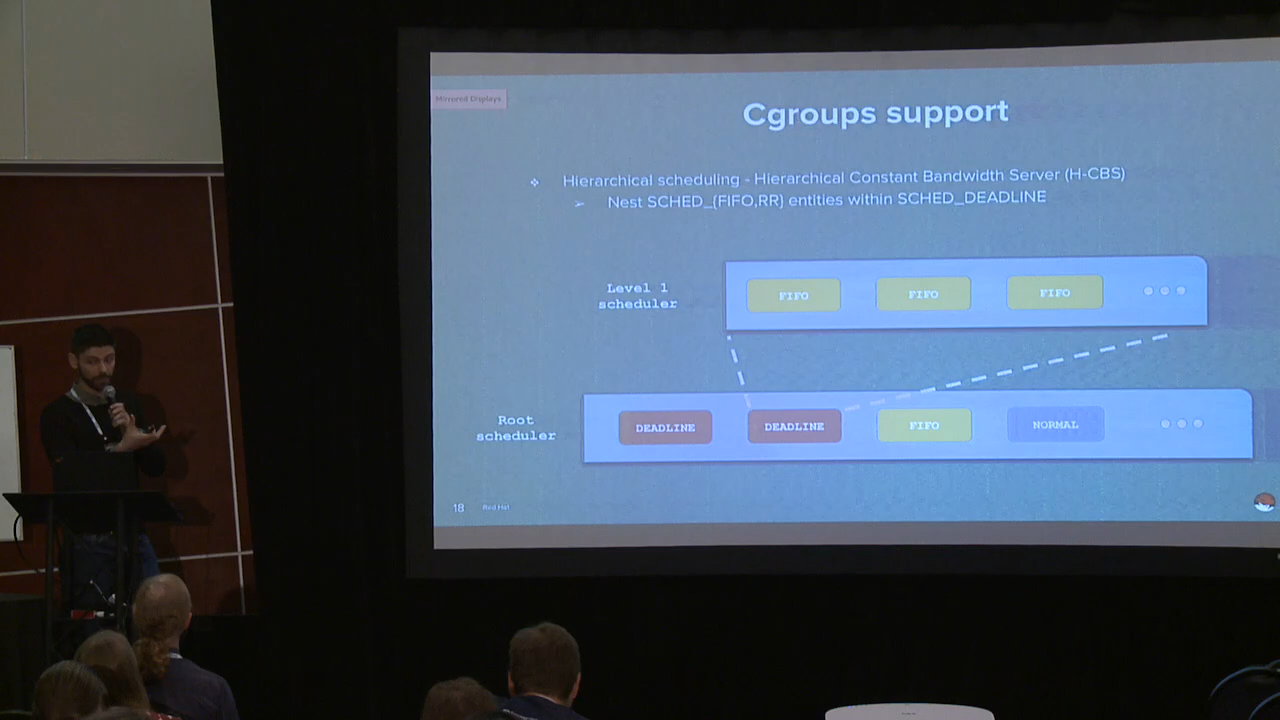 Mirrored Displays
Cgroups support
Hierarchical scheduling - Hierarchical Constant Bandwidth Server (H-CBS)
Nest SCHED_{FIFO,RR} entities within SCHED_DEADLINE
Level 1
scheduler
FIFO FIFO FIFO
Root
scheduler
DEADLINE DEADLINE FIFO NORMAL
18 Red Hat